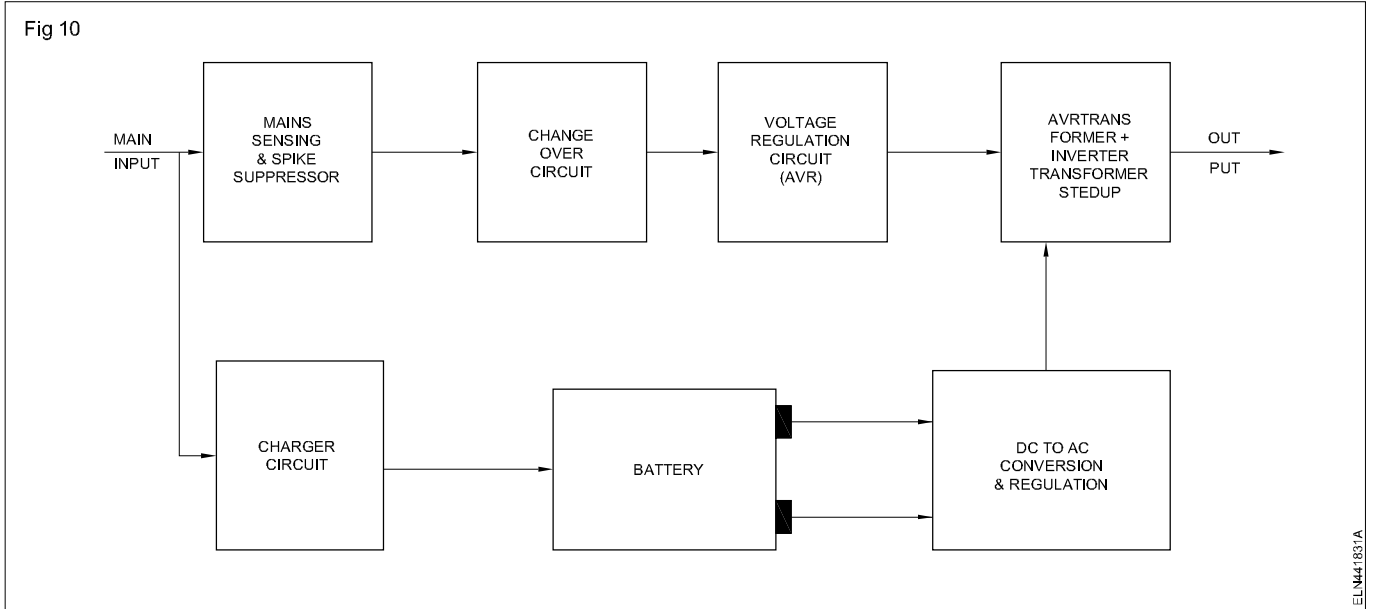 Fig 10
MAIN
INPUT
MAINS
SENSING
& SPIKE
SUPPRESSOR
CHANGE
OVER
CIRCUIT
VOLTAGE
REGULATION
CIRCUIT
(AVR)
AVRTRANS
FORMER +
INVERTER
TRANSFORMER
STEDUP
OUT
PUT
CHARGER
CIRCUIT
BATTERY
DC TO AC
CONVERSION
& REGULATION
ELN441831A